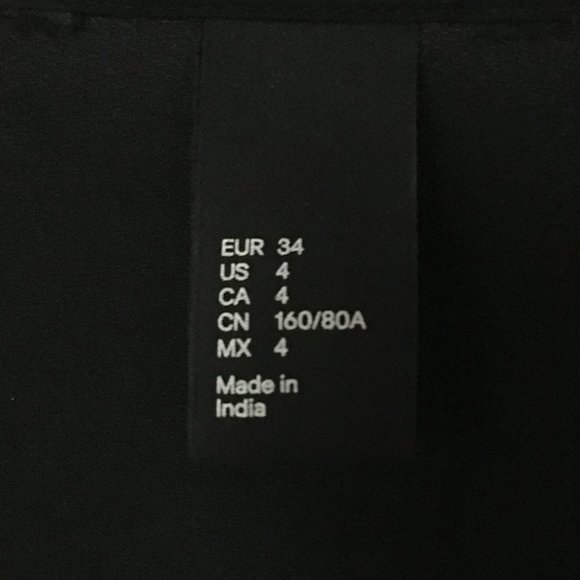 EUR 34
US 4
CA 4
CN 160/80A
MX 4
Made in
India